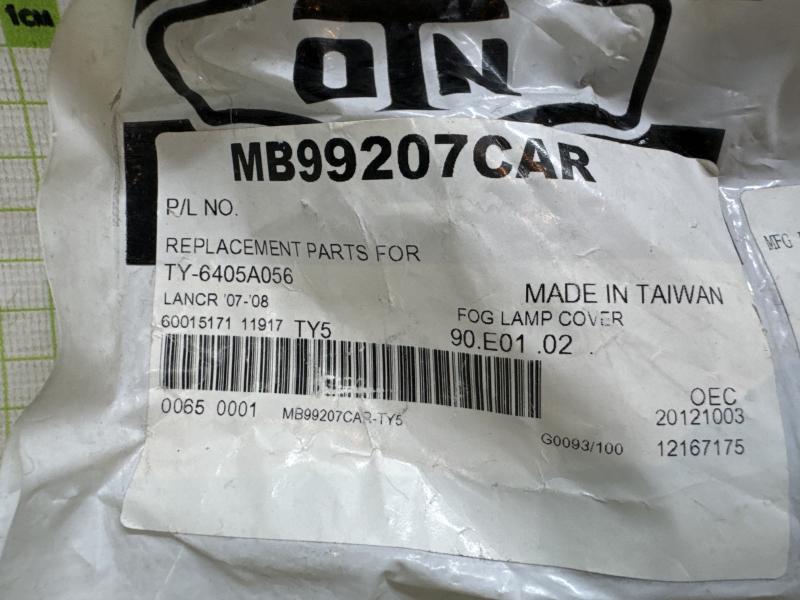 1CM
OTN
MB99207CAR
P/L NO.
REPLACEMENT PARTS FOR
TY-6405A056
MADE IN TAIWAN
LANCR '07-'08
FOG LAMP COVER
60015171 11917 TY5
90.E01 .02 .
0065 0001
MB99207CAR-TY5
OEC
20121003
G0093/100
12167175
MFG